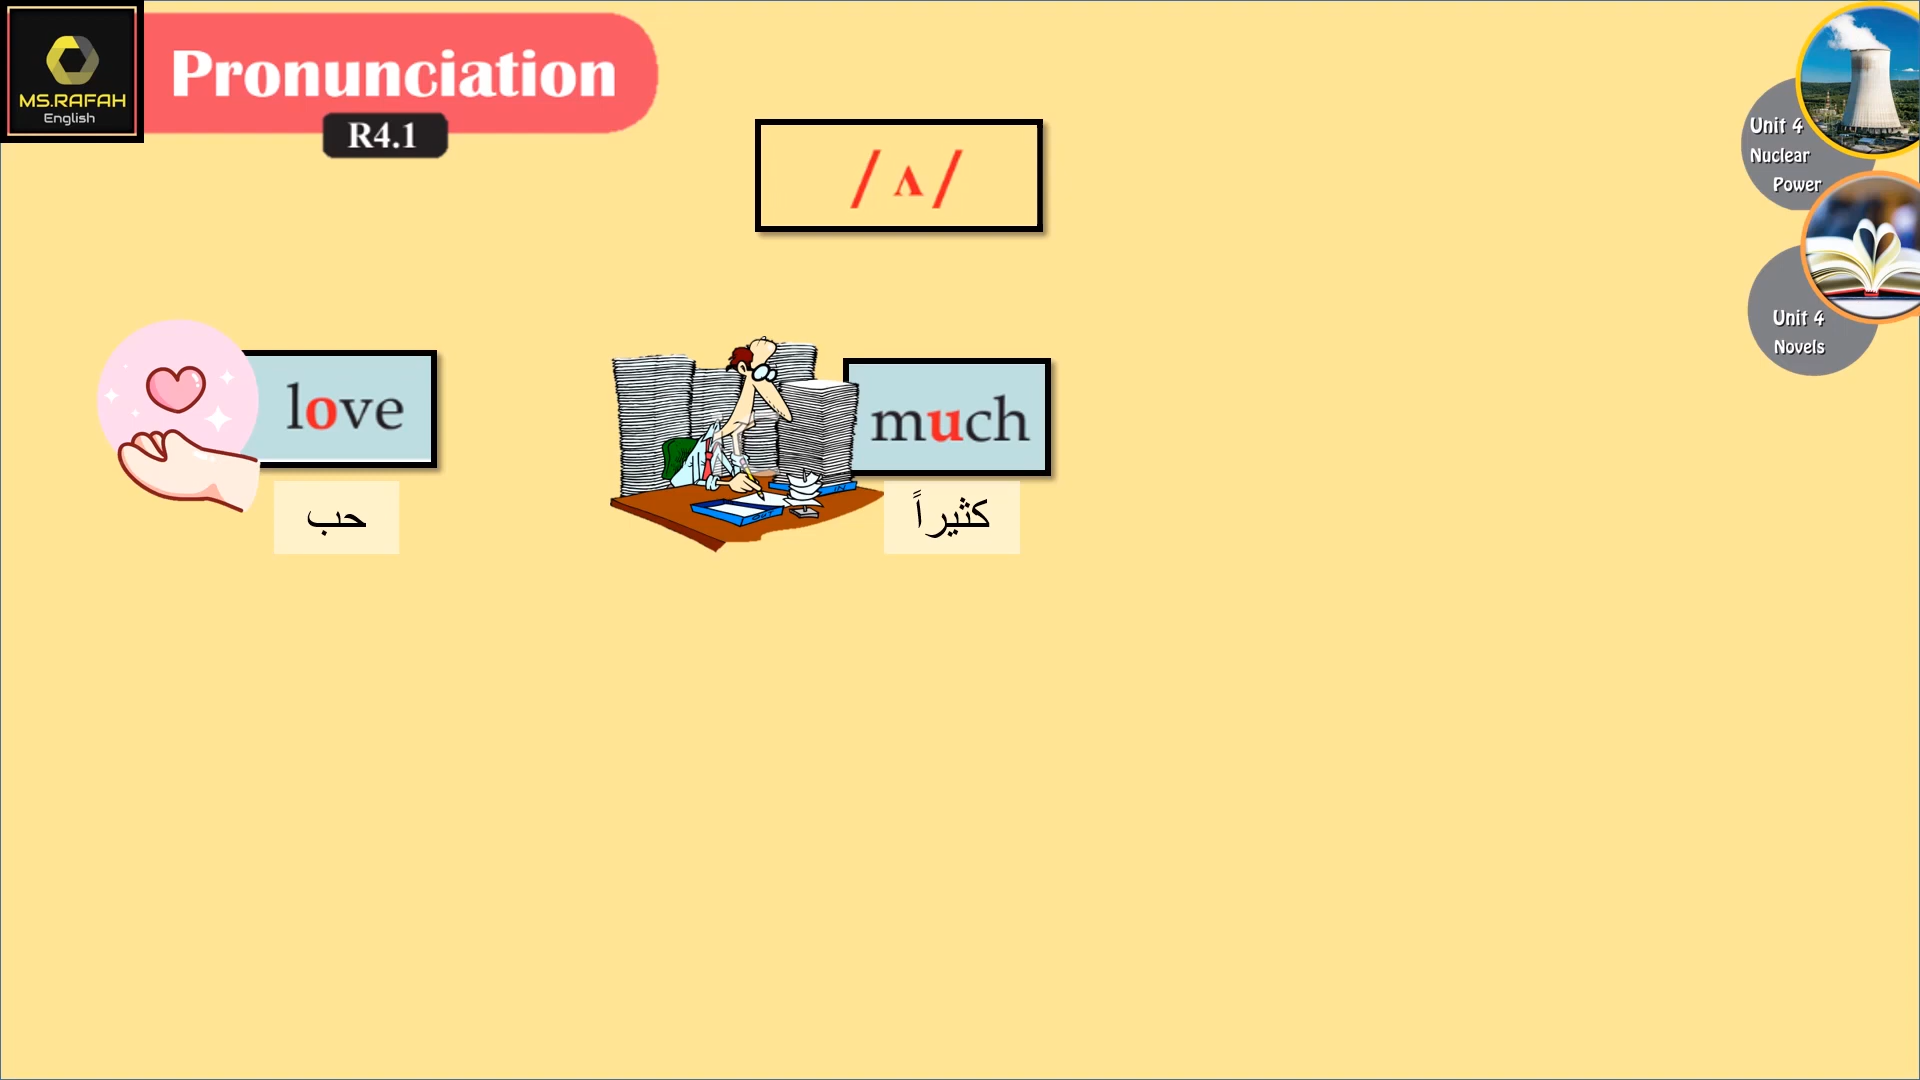 MS.RAFAH
English
Pronunciation
R4.1
/ʌ/
love
حب
much
كثيراً
Unit 4
Nuclear
Power
Unit 4
Novels